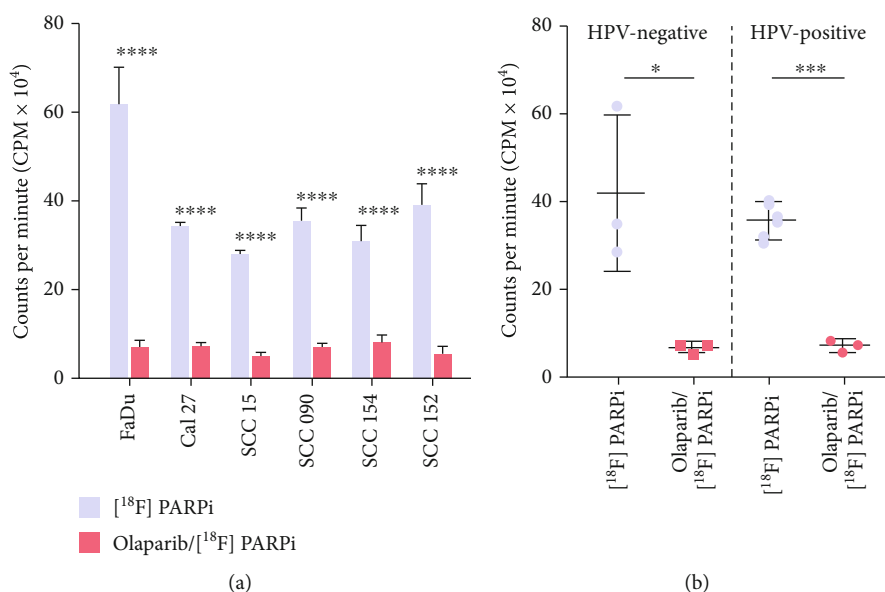 80
60
40
20
0
Counts per minute (CPM × 10⁴)
****
****
****
****
****
****
FaDu
Cal 27
SCC 15
SCC 090
SCC 154
SCC 152
[¹⁸F] PARPi
Olaparib/[¹⁸F] PARPi
(a)
80
60
40
20
0
Counts per minute (CPM × 10⁴)
HPV-negative
HPV-positive
*
***
[¹⁸F] PARPi
Olaparib/
[¹⁸F] PARPi
[¹⁸F] PARPi
Olaparib/
[¹⁸F] PARPi
(b)